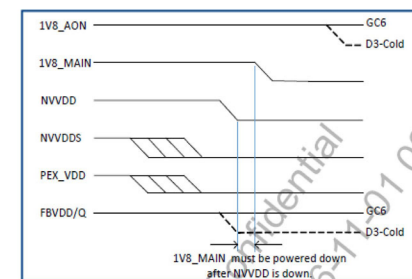 1V8_AON
GC6
D3-Cold
1V8_MAIN
NVVDD
NVVDDS
PEX_VDD
FBVDD/Q
GC6
D3-Cold
1V8_MAIN must be powered down
after NVVDD is down.